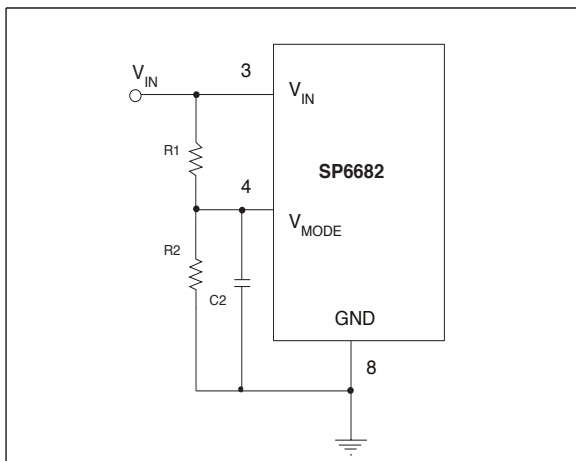 V_IN
3
V_IN
R1
SP6682
4
V_MODE
R2
C2
GND
8